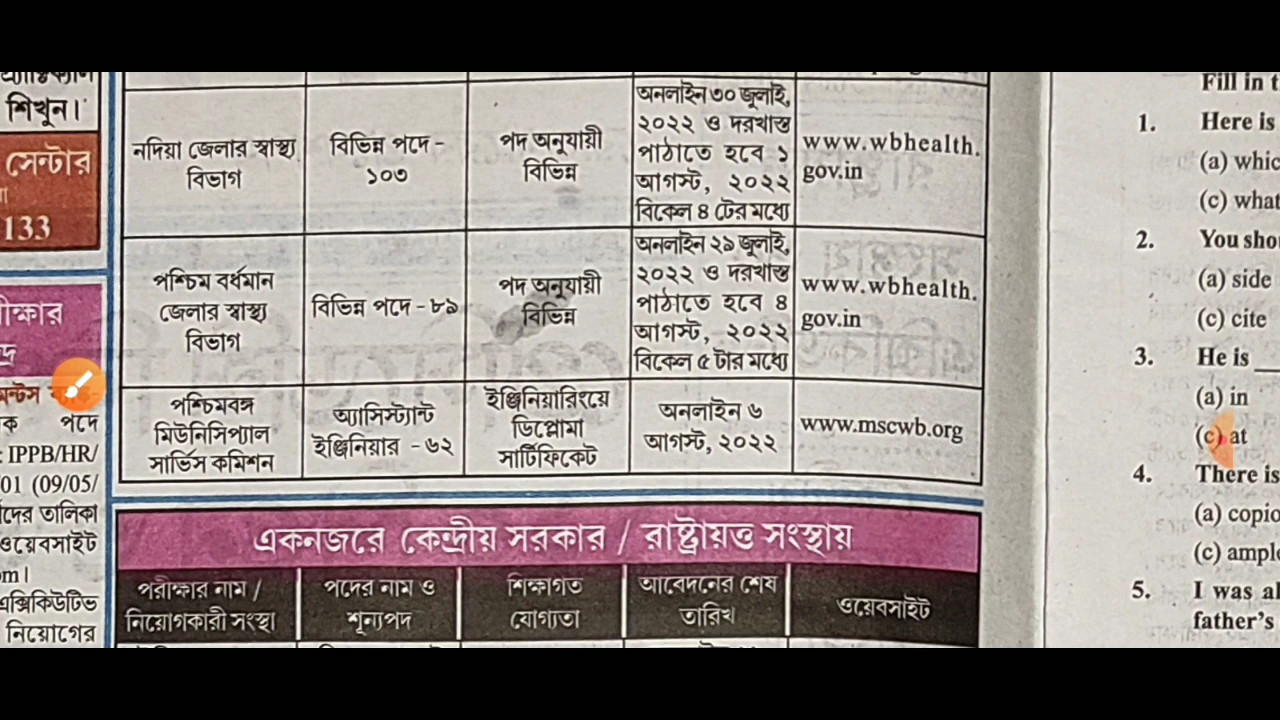 শিখুন।
সেন্টার
133
পদে
IPPB/HR/
01 (09/05/
দের তালিকা
ওয়েবসাইট
om।
এক্সিকিউটিভ
নিয়োগের
নদিয়া জেলার স্বাস্থ্য
বিভাগ
বিভিন্ন পদে -
১০৩
পদ অনুযায়ী
বিভিন্ন
অনলাইন ৩০ জুলাই,
২০২২ ও দরখাস্ত
পাঠাতে হবে ১
আগস্ট, ২০২২
বিকেল ৪ টের মধ্যে
www.wbhealth.
gov.in
পশ্চিম বর্ধমান
জেলার স্বাস্থ্য
বিভাগ
বিভিন্ন পদে - ৮৯
পদ অনুযায়ী
বিভিন্ন
অনলাইন ২৯ জুলাই,
২০২২ ও দরখাস্ত
পাঠাতে হবে ৪
আগস্ট, ২০২২
বিকেল ৫ টার মধ্যে
www.wbhealth.
gov.in
পশ্চিমবঙ্গ
মিউনিসিপ্যাল
সার্ভিস কমিশন
অ্যাসিস্ট্যান্ট
ইঞ্জিনিয়ার - ৬২
ইঞ্জিনিয়ারিংয়ে
ডিপ্লোমা
সার্টিফিকেট
অনলাইন ৬
আগস্ট, ২০২২
www.mscwb.org
একনজরে কেন্দ্রীয় সরকার / রাষ্ট্রায়ত্ত সংস্থায়
পরীক্ষার নাম /
নিয়োগকারী সংস্থা
পদের নাম ও
শূন্যপদ
শিক্ষাগত
যোগ্যতা
আবেদনের শেষ
তারিখ
ওয়েবসাইট
Fill in t
1. Here is
(a) whic
(c) what
2. You sho
(a) side
(c) cite
3. He is __
(a) in
(c) at
4. There is
(a) copio
(c) ample
5. I was al
father's